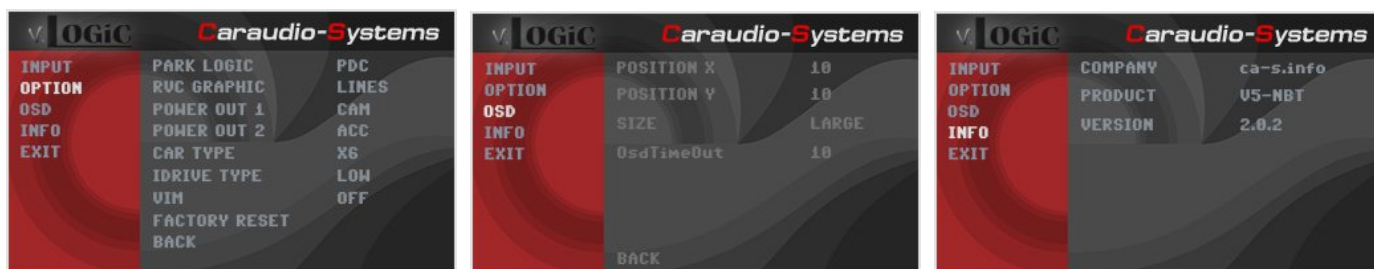 v.LOGiC Caraudio-Systems
INPUT
OPTION
OSD
INFO
EXIT
PARK LOGIC PDC
RVC GRAPHIC LINES
POWER OUT 1 CAM
POWER OUT 2 ACC
CAR TYPE X6
IDRIVE TYPE LOW
VIM OFF
FACTORY RESET
BACK
v.LOGiC Caraudio-Systems
INPUT
OPTION
OSD
INFO
EXIT
POSITION X 10
POSITION Y 10
SIZE LARGE
OsdTimeOut 10
BACK
v.LOGiC Caraudio-Systems
INPUT
OPTION
OSD
INFO
EXIT
COMPANY ca-s.info
PRODUCT V5-NBT
VERSION 2.0.2